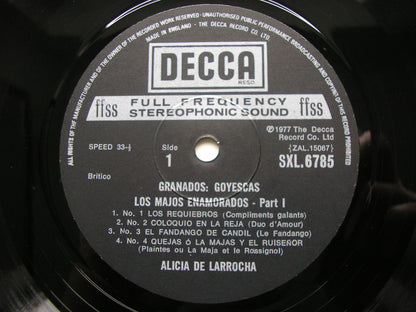 ALL RIGHTS OF THE MANUFACTURER AND OF THE OWNER OF THE RECORDED WORK RESERVED. UNAUTHORISED PUBLIC PERFORMANCE, BROADCASTING AND COPYING OF THIS RECORD PROHIBITED
MADE IN ENGLAND · THE DECCA RECORD CO. LTD
DECCA
REGD.
ffss FULL FREQUENCY ffss
STEREOPHONIC SOUND
SPEED 33-⅓
Side
1
℗1977 The Decca
Record Co. Ltd
(ZAL.15067)
SXL.6785
Brítico
GRANADOS: GOYESCAS
LOS MAJOS ENAMORADOS - Part I
1. No. 1 LOS REQUIEBROS (Compliments galants)
2. No. 2 COLOQUIO EN LA REJA (Duo d'Amour)
3. No. 3 EL FANDANGO DE CANDIL (Le Fandango)
4. No. 4 QUEJAS Ó LA MAJAS Y EL RUISEÑOR
(Plaintes ou La Maja et le Rossignol)
ALICIA DE LARROCHA